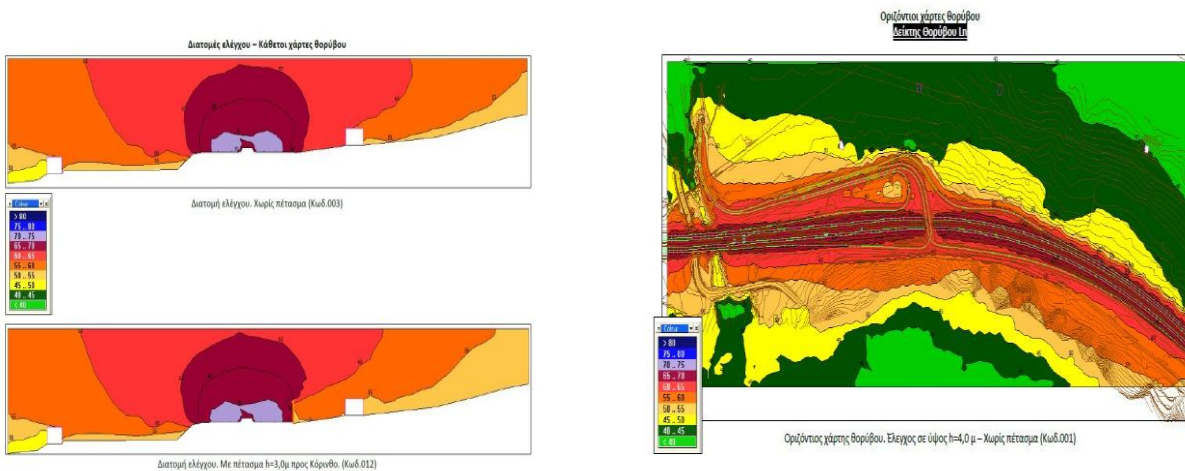 Διατομές ελέγχου – Κάθετοι χάρτες θορύβου
Διατομή ελέγχου. Χωρίς πέτασμα (Κωδ.003)
Colour
> 80
75 .. 80
70 .. 75
65 .. 70
60 .. 65
55 .. 60
50 .. 55
45 .. 50
40 .. 45
< 40
Διατομή ελέγχου. Με πέτασμα h=3,0μ προς Κόρινθο. (Κωδ.012)
Οριζόντιοι χάρτες θορύβου
Δείκτης Θορύβου Ln
Colour
> 80
75 .. 80
70 .. 75
65 .. 70
60 .. 65
55 .. 60
50 .. 55
45 .. 50
40 .. 45
< 40
Οριζόντιος χάρτης θορύβου. Έλεγχος σε ύψος h=4,0 μ – Χωρίς πέτασμα (Κωδ.001)